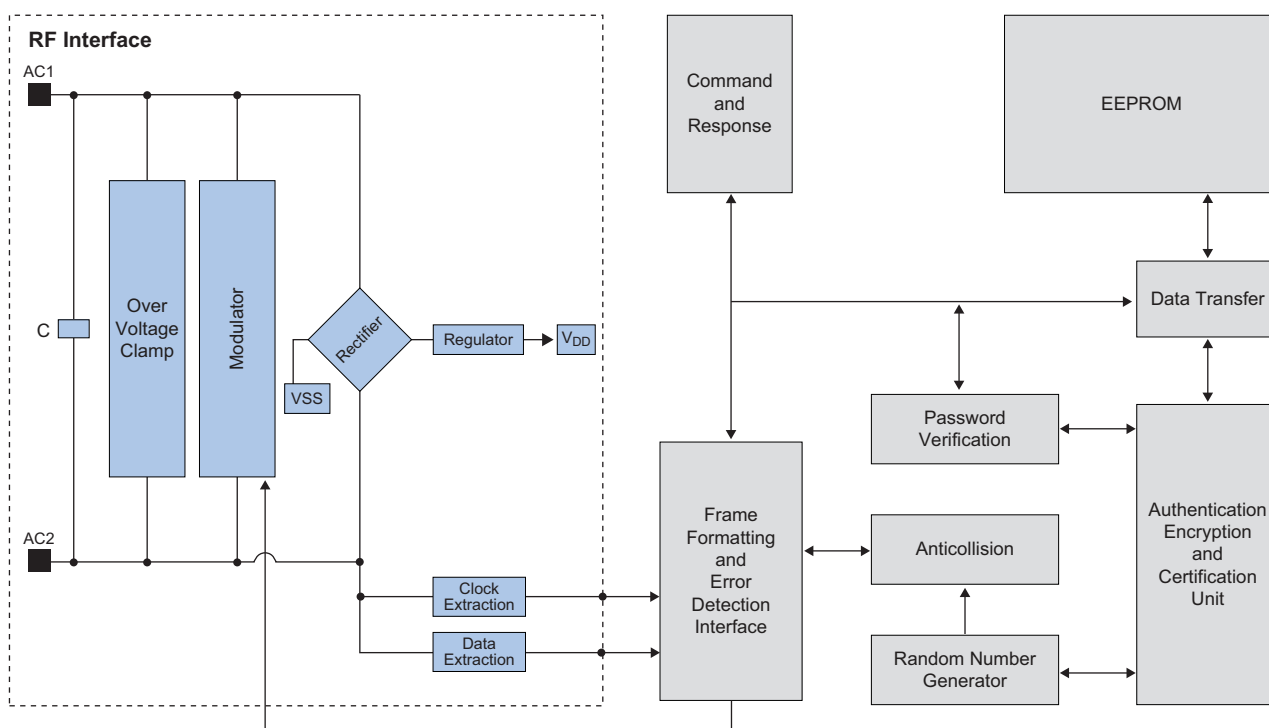 RF Interface
AC1
C
Over
Voltage
Clamp
Modulator
Rectifier
VSS
Regulator
VDD
AC2
Clock
Extraction
Data
Extraction
Command
and
Response
EEPROM
Data Transfer
Password
Verification
Frame
Formatting
and
Error
Detection
Interface
Anticollision
Random Number
Generator
Authentication
Encryption
and
Certification
Unit